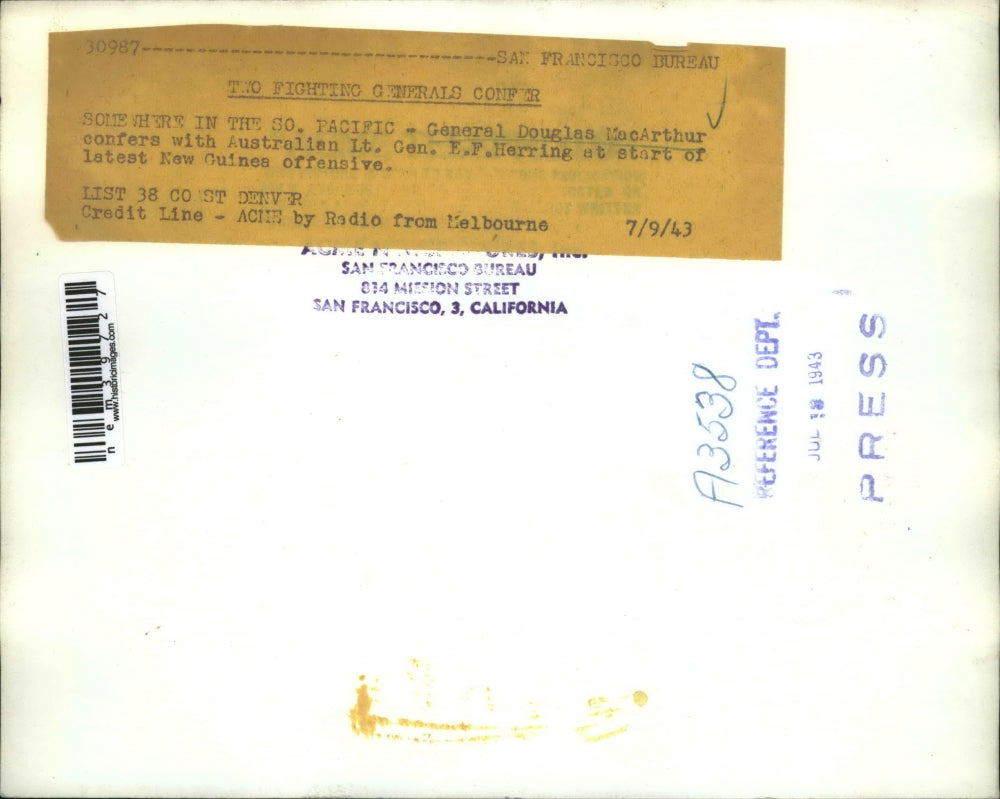 30987-----------------------------------SAN FRANCISCO BUREAU
TWO FIGHTING GENERALS CONFER
SOMEWHERE IN THE SO. PACIFIC - General Douglas MacArthur
confers with Australian Lt. Gen. E.F.Herring at start of
latest New Guinea offensive.
LIST 38 COAST DENVER
Credit Line - ACME by Radio from Melbourne 7/9/43
SAN FRANCISCO BUREAU
814 MISSION STREET
SAN FRANCISCO, 3, CALIFORNIA
www.historicimages.com
A3538
REFERENCE DEPT.
JUL 1943
PRESS